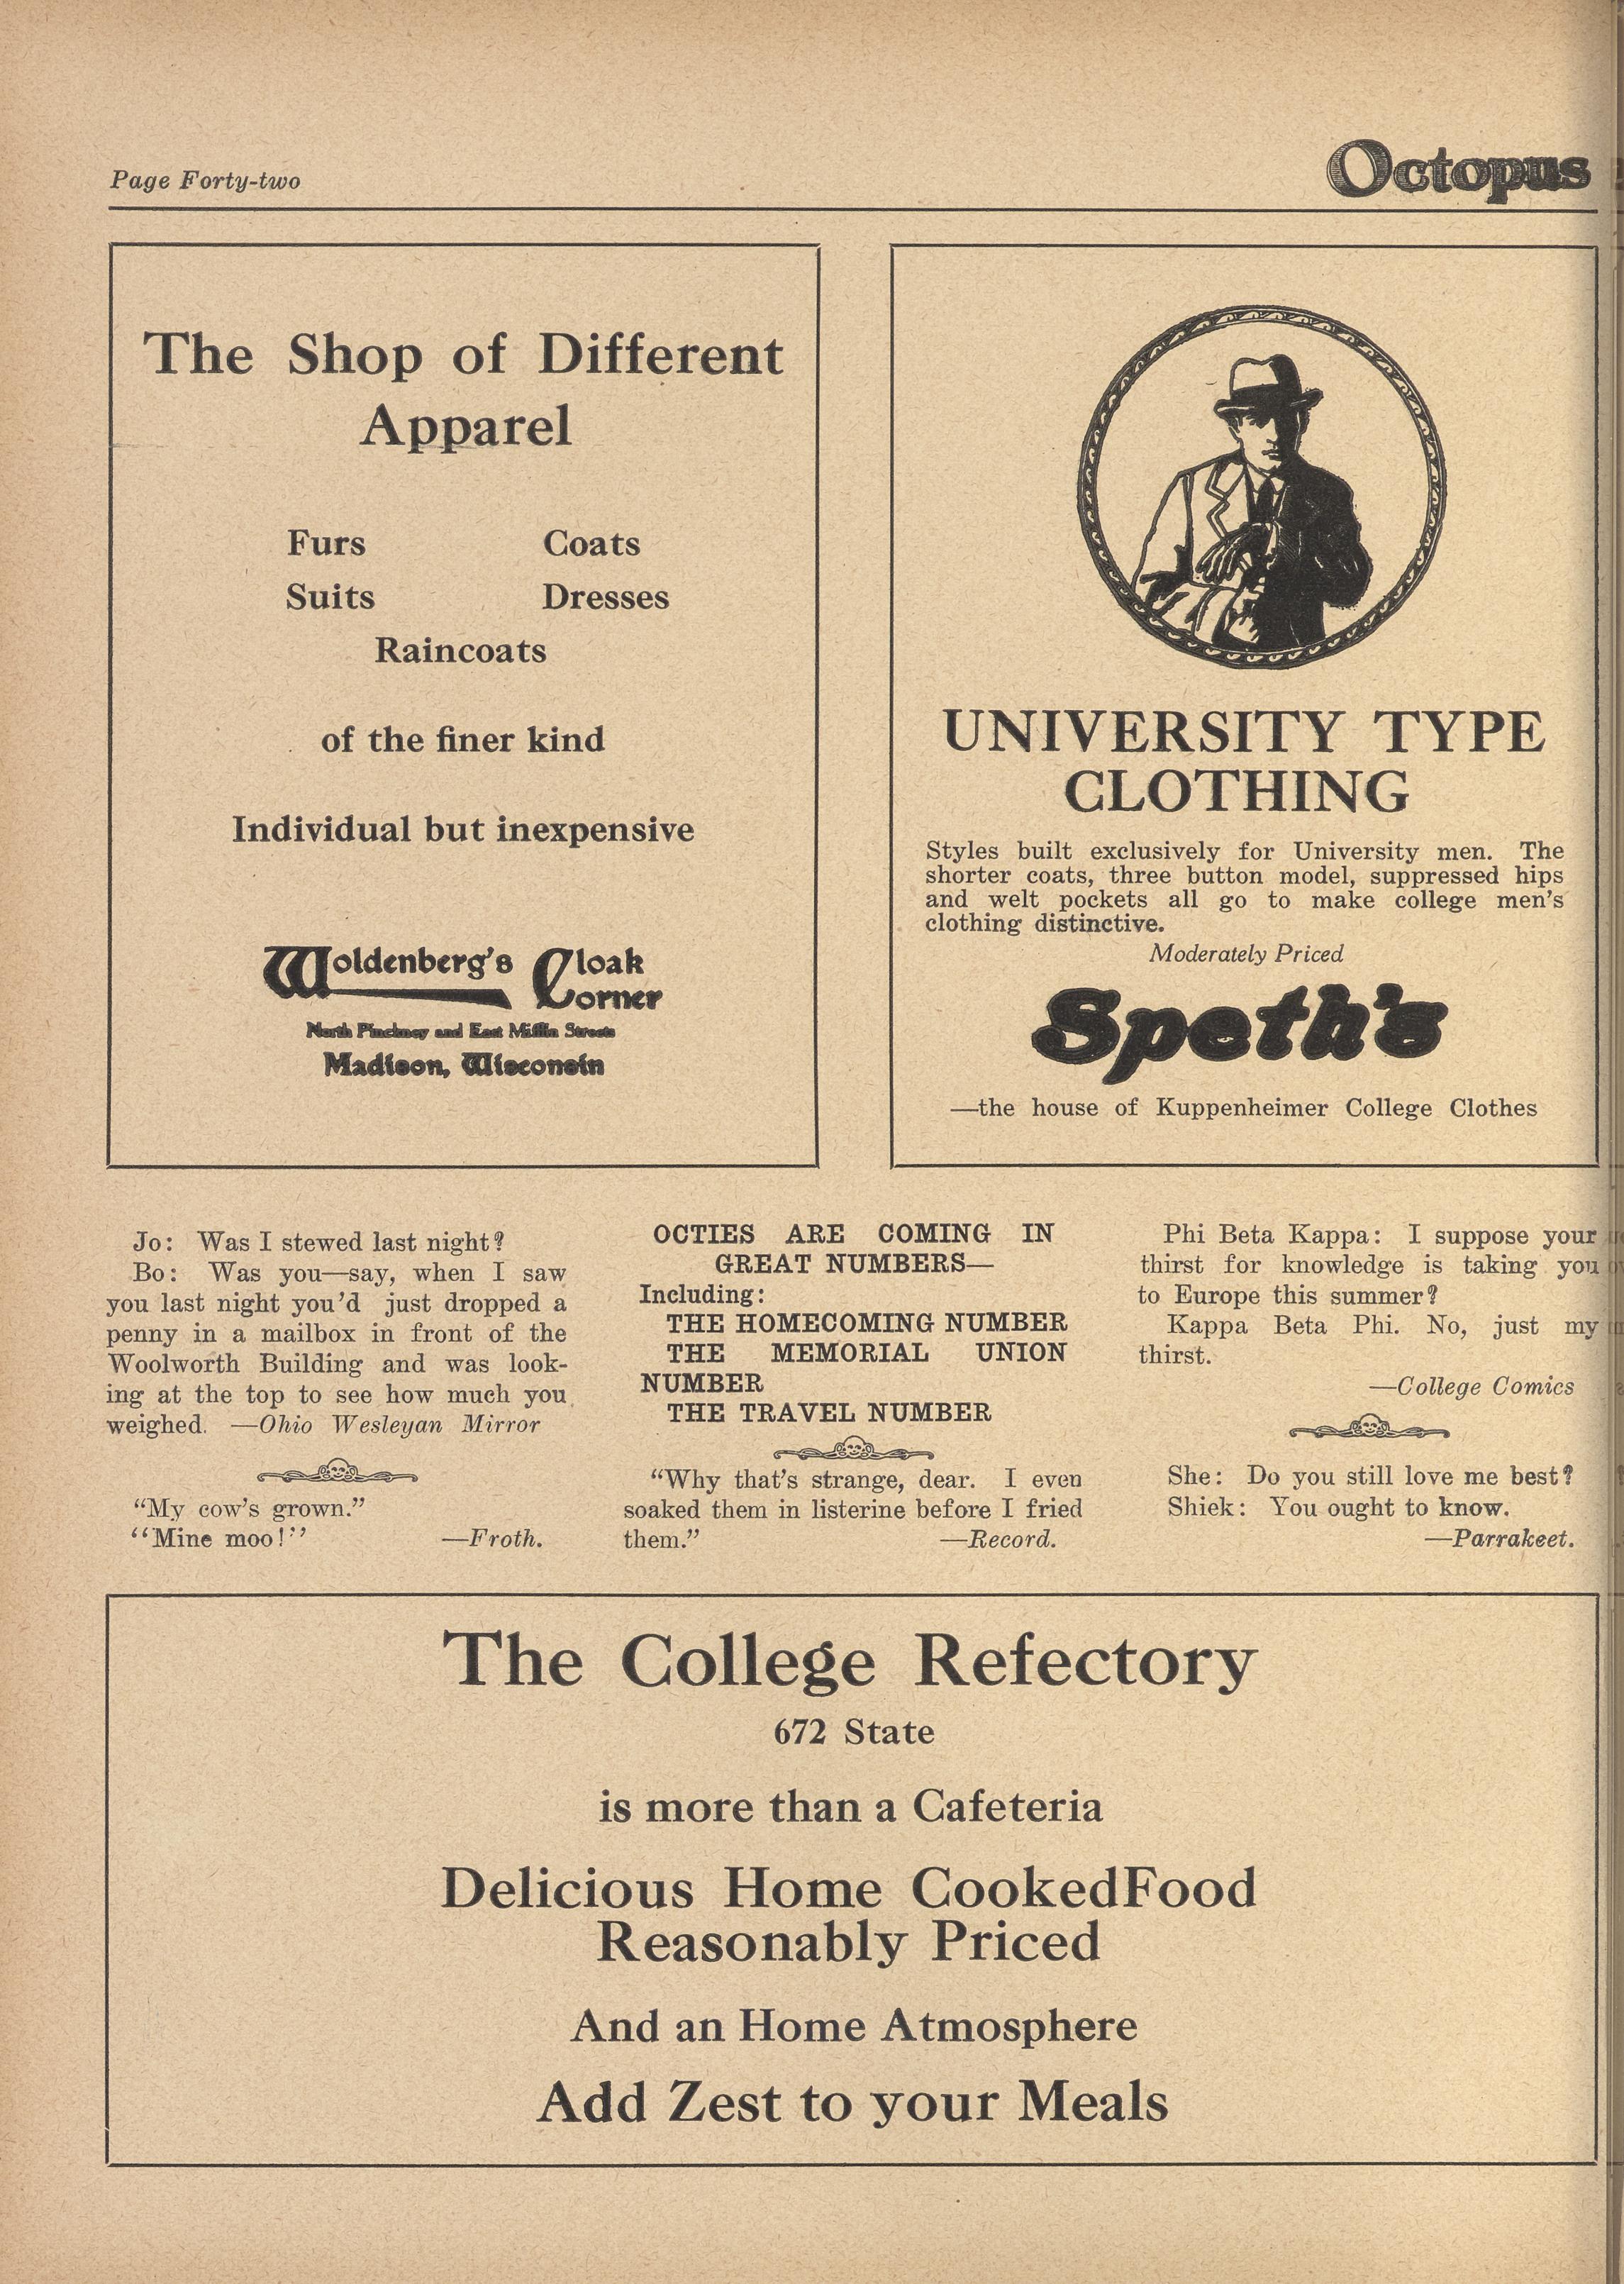 Page Forty-two
Octopus
The Shop of Different
Apparel
Furs Coats
Suits Dresses
Raincoats
of the finer kind
Individual but inexpensive
Woldenberg's Cloak
Corner
North Pinckney and East Mifflin Streets
Madison, Wisconsin
UNIVERSITY TYPE
CLOTHING
Styles built exclusively for University men. The
shorter coats, three button model, suppressed hips
and welt pockets all go to make college men's
clothing distinctive.
Moderately Priced
Speth's
—the house of Kuppenheimer College Clothes
Jo: Was I stewed last night?
Bo: Was you—say, when I saw
you last night you'd just dropped a
penny in a mailbox in front of the
Woolworth Building and was look-
ing at the top to see how much you
weighed. —Ohio Wesleyan Mirror
"My cow's grown."
"Mine moo!" —Froth.
OCTIES ARE COMING IN
GREAT NUMBERS—
Including:
THE HOMECOMING NUMBER
THE MEMORIAL UNION
NUMBER
THE TRAVEL NUMBER
"Why that's strange, dear. I even
soaked them in listerine before I fried
them." —Record.
Phi Beta Kappa: I suppose your
thirst for knowledge is taking you
to Europe this summer?
Kappa Beta Phi. No, just my
thirst.
—College Comics
She: Do you still love me best?
Shiek: You ought to know.
—Parrakeet.
The College Refectory
672 State
is more than a Cafeteria
Delicious Home CookedFood
Reasonably Priced
And an Home Atmosphere
Add Zest to your Meals